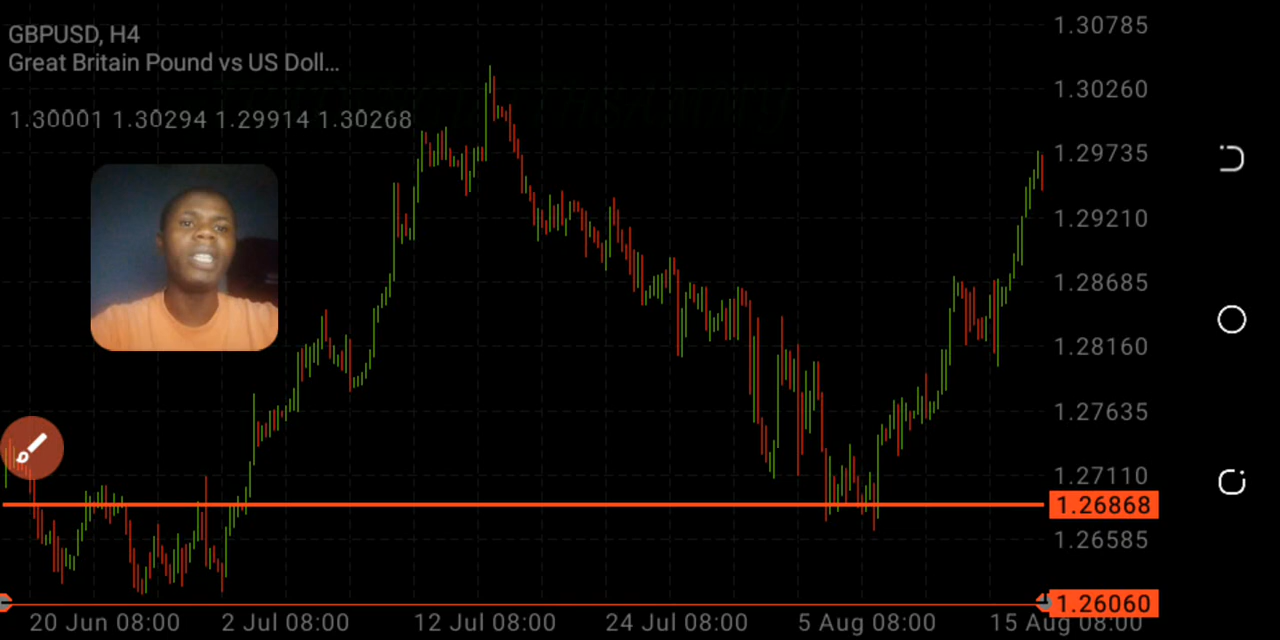 GBPUSD, H4
Great Britain Pound vs US Doll...
1.30001 1.30294 1.29914 1.30268
1.30785
1.30260
1.29735
1.29210
1.28685
1.28160
1.27635
1.27110
1.26868
1.26585
1.26060
20 Jun 08:00 2 Jul 08:00 12 Jul 08:00 24 Jul 08:00 5 Aug 08:00 15 Aug 08:00